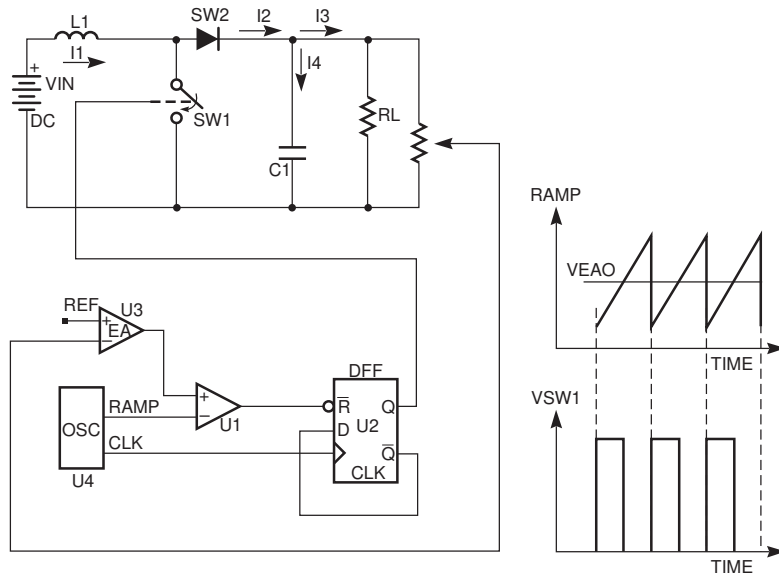 L1
SW2
I2
I3
I1
I4
+
VIN
DC
SW1
RL
C1
REF
U3
+
EA
−
DFF
RAMP
+
−
U1
R̅
Q
D
U2
Q̅
CLK
OSC
CLK
U4
RAMP
VEAO
TIME
VSW1
TIME